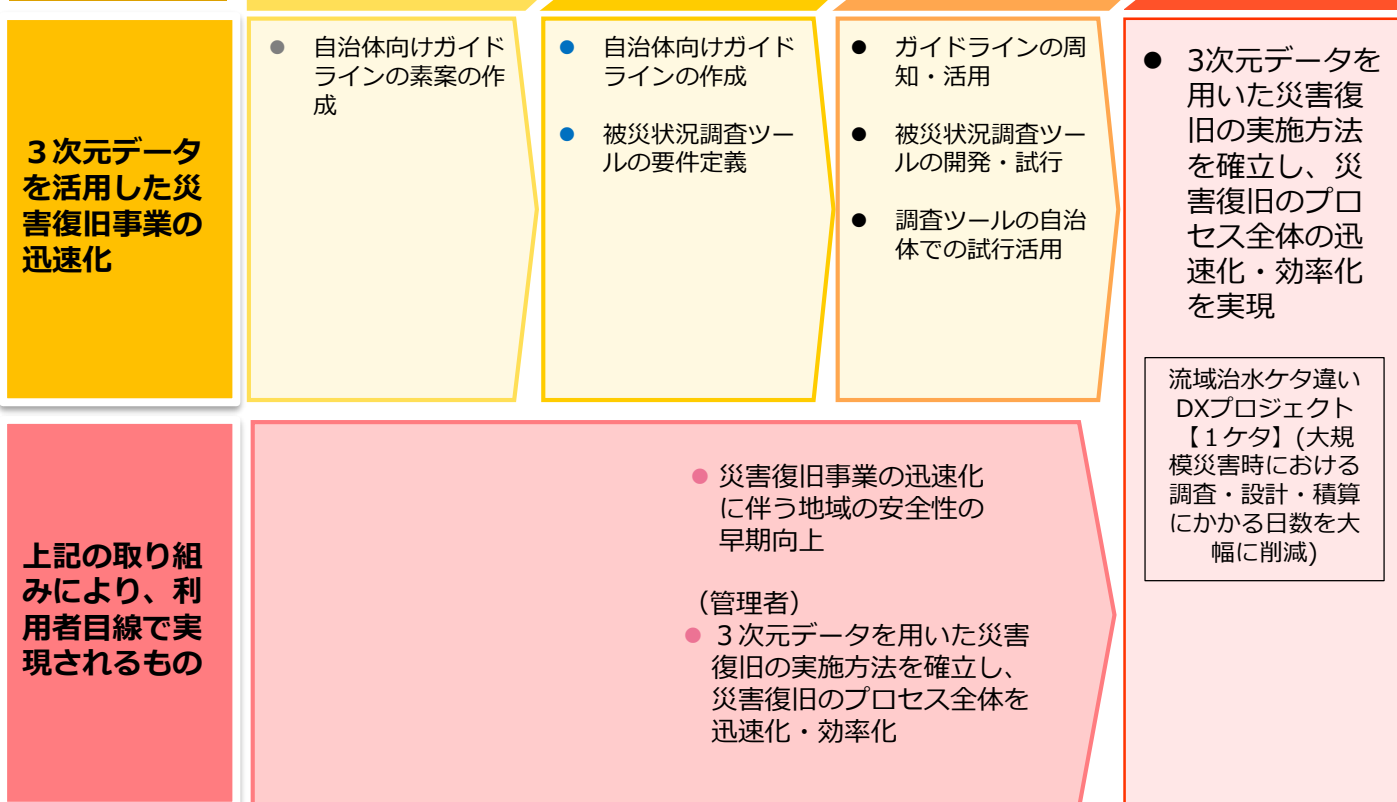 ３次元データ
を活用した災
害復旧事業の
迅速化
● 自治体向けガイド
ラインの素案の作
成
● 自治体向けガイド
ラインの作成
● 被災状況調査ツー
ルの要件定義
● ガイドラインの周
知・活用
● 被災状況調査ツー
ルの開発・試行
● 調査ツールの自治
体での試行活用
● 3次元データを
用いた災害復
旧の実施方法
を確立し、災
害復旧のプロ
セス全体の迅
速化・効率化
を実現
流域治水ケタ違い
DXプロジェクト
【１ケタ】(大規
模災害時における
調査・設計・積算
にかかる日数を大
幅に削減)
上記の取り組
みにより、利
用者目線で実
現されるもの
● 災害復旧事業の迅速化
に伴う地域の安全性の
早期向上
（管理者）
● ３次元データを用いた災害
復旧の実施方法を確立し、
災害復旧のプロセス全体を
迅速化・効率化